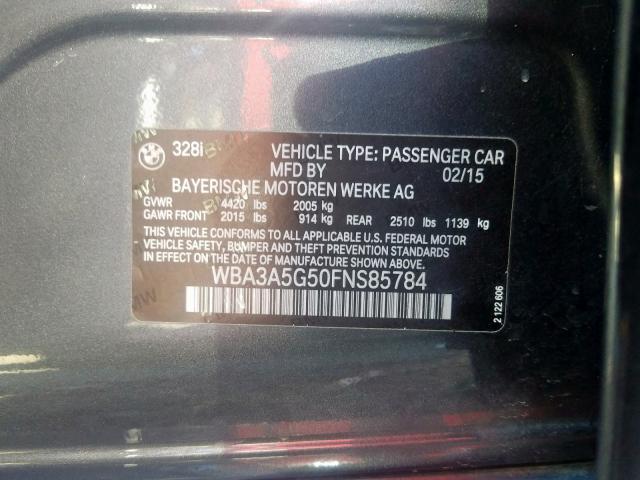 328i VEHICLE TYPE: PASSENGER CAR
MFD BY 02/15
BAYERISCHE MOTOREN WERKE AG
GVWR 4420 lbs 2005 kg
GAWR FRONT 2015 lbs 914 kg REAR 2510 lbs 1139 kg
THIS VEHICLE CONFORMS TO ALL APPLICABLE U.S. FEDERAL MOTOR
VEHICLE SAFETY, BUMPER AND THEFT PREVENTION STANDARDS
IN EFFECT ON THE DATE OF MANUFACTURE SHOWN ABOVE.
WBA3A5G50FNS85784
2 122 606